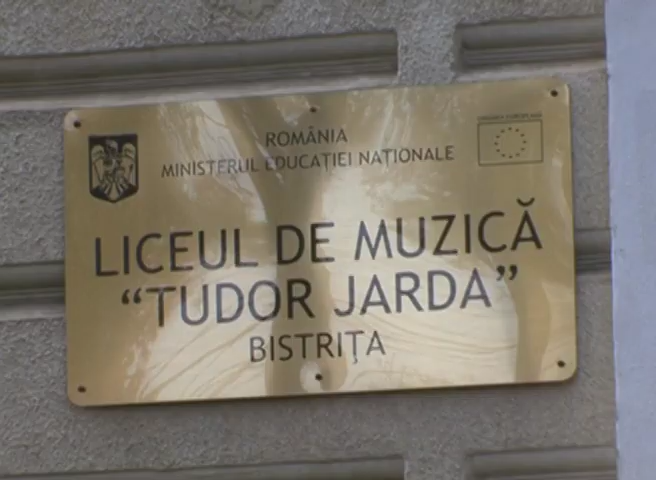 ROMÂNIA
MINISTERUL EDUCAȚIEI NAȚIONALE
LICEUL DE MUZICĂ
“TUDOR JARDA”
BISTRIȚA